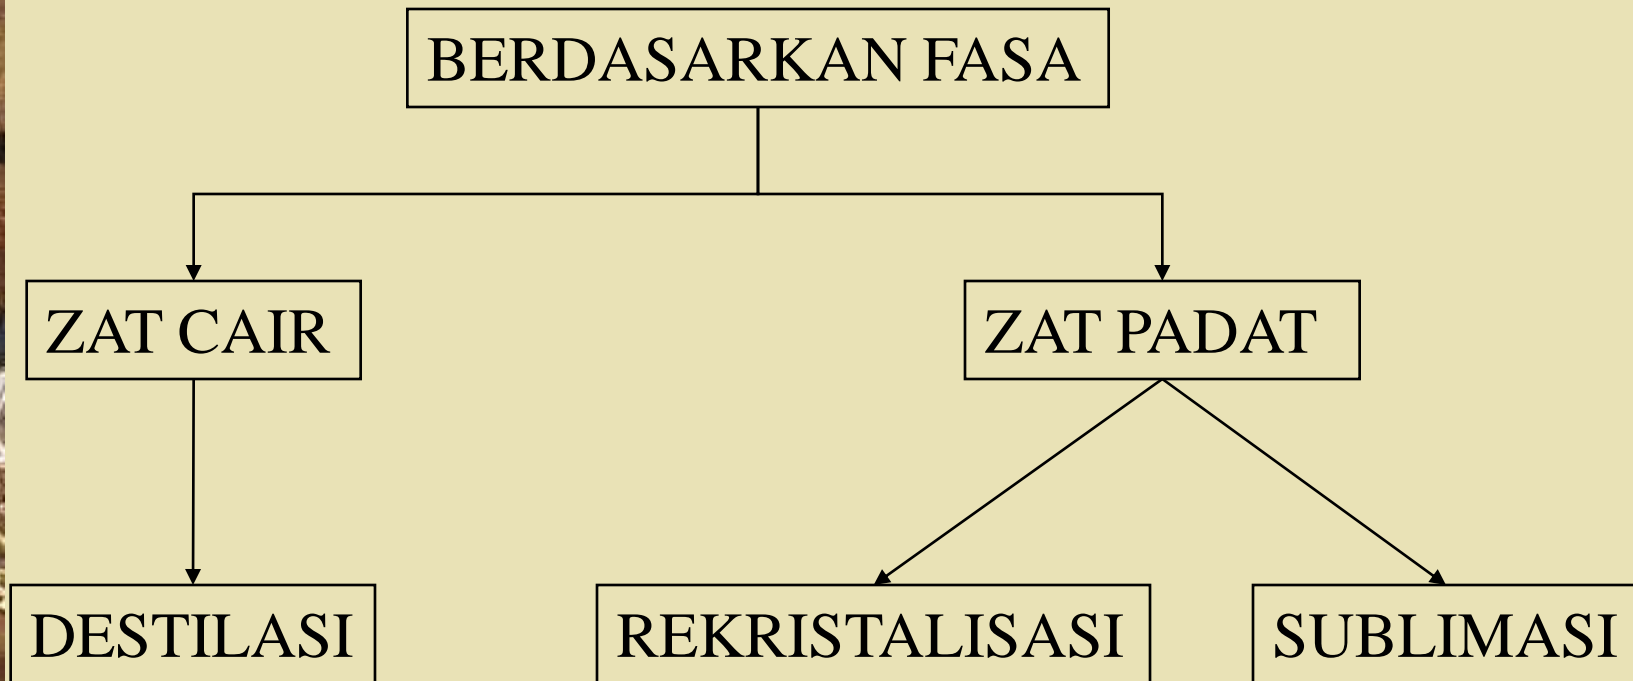 BERDASARKAN FASA
ZAT CAIR
ZAT PADAT
DESTILASI
REKRISTALISASI
SUBLIMASI